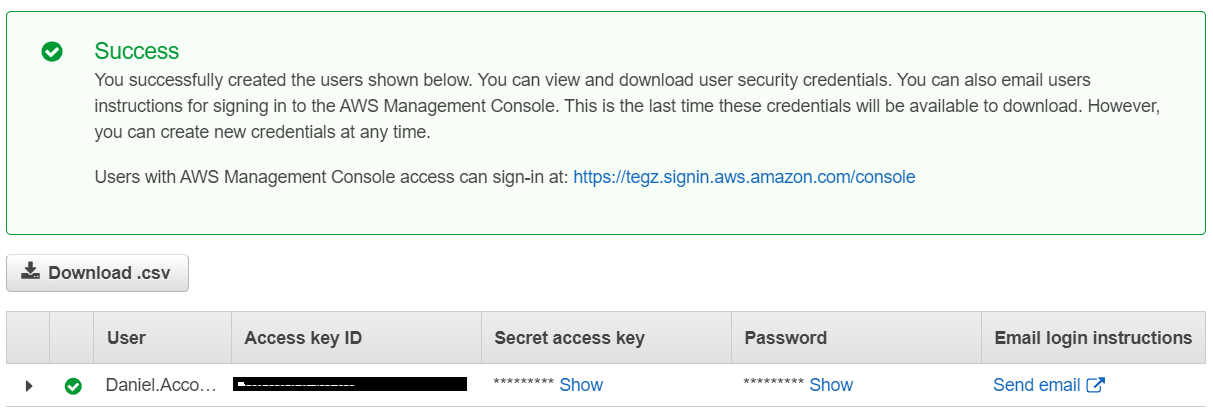 Success
You successfully created the users shown below. You can view and download user security credentials. You can also email users
instructions for signing in to the AWS Management Console. This is the last time these credentials will be available to download. However,
you can create new credentials at any time.
Users with AWS Management Console access can sign-in at: https://tegz.signin.aws.amazon.com/console
Download .csv
User Access key ID Secret access key Password Email login instructions
Daniel.Acco… ********* Show ********* Show Send email